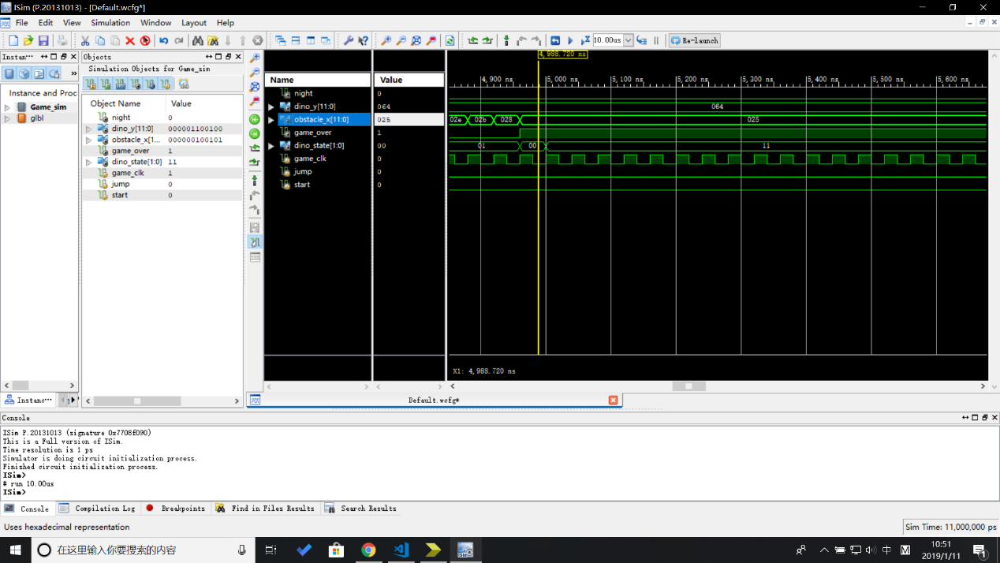 ISim (P.20131013) - [Default.wcfg*]
File Edit View Simulation Window Layout Help
10.00us Re-launch
Instan··· Objects 4,988.720 ns
Simulation Objects for Game_sim
Instance and Proc
Game_sim
glbl
Object Name Value
night 0
dino_y[11:0] 000001100100
obstacle_x[1... 000000100101
game_over 1
dino_state[1:0] 11
game_clk 1
jump 0
start 0
Name Value
night 0
dino_y[11:0] 064
obstacle_x[11:0] 025
game_over 1
dino_state[1:0] 00
game_clk 0
jump 0
start 0
4,900 ns 5,000 ns 5,100 ns 5,200 ns 5,300 ns 5,400 ns 5,500 ns 5,600 ns
064
02e 02b 028 025
01 00 11
X1: 4,988.720 ns
Instanc··· Default.wcfg*
Console
ISim P.20131013 (signature 0x7708f090)
This is a Full version of ISim.
Time resolution is 1 ps
Simulator is doing circuit initialization process.
Finished circuit initialization process.
ISim>
# run 10.00us
ISim>
Console Compilation Log Breakpoints Find in Files Results Search Results
Uses hexadecimal representation Sim Time: 11,000,000 ps
在这里输入你要搜索的内容 中 M 10:51
2019/1/11 1